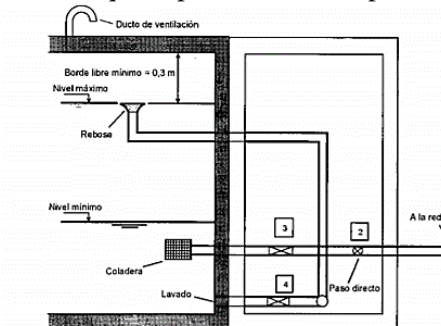 Ducto de ventilación
Borde libre mínimo = 0,3 m
Nivel máximo
Rebose
Nivel mínimo
A la red
3
2
Coladera
4
Paso directo
Lavado